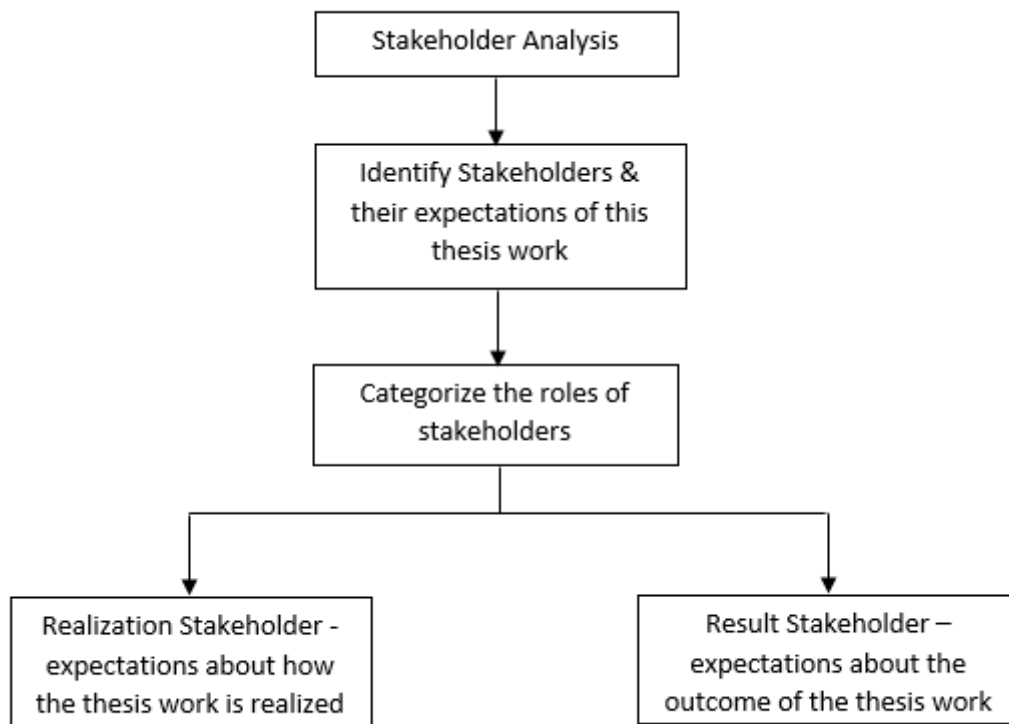 Stakeholder Analysis
Identify Stakeholders &
their expectations of this
thesis work
Categorize the roles of
stakeholders
Realization Stakeholder -
expectations about how
the thesis work is realized
Result Stakeholder –
expectations about the
outcome of the thesis work